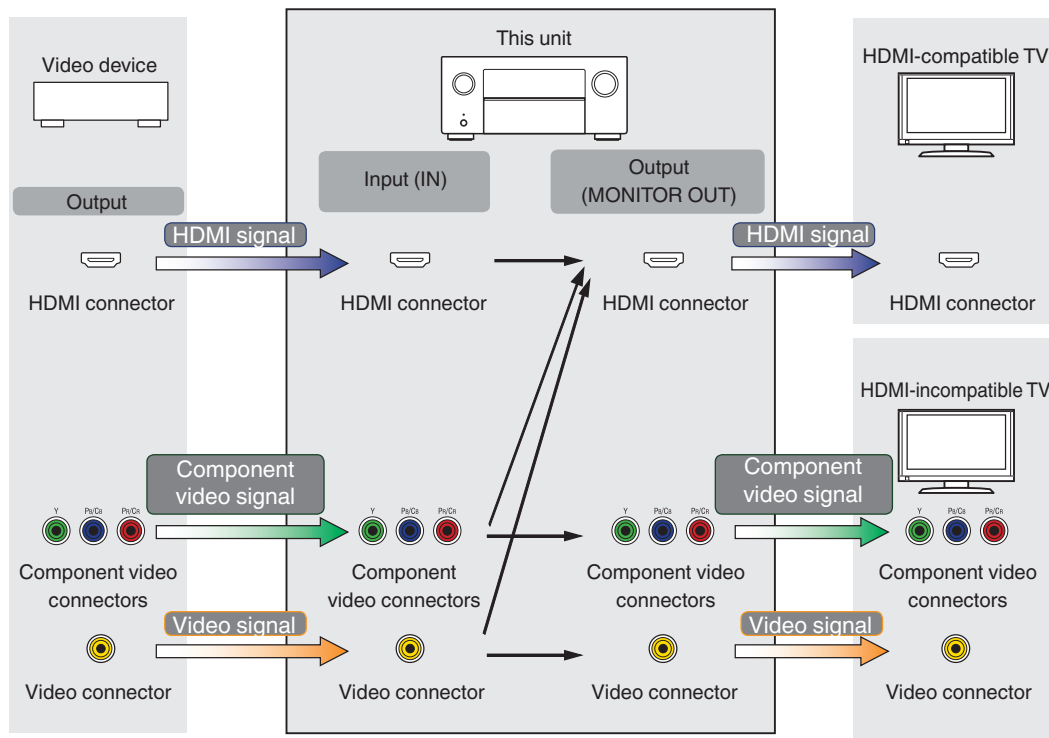 This unit
Video device
HDMI-compatible TV
Input (IN)
Output
(MONITOR OUT)
Output
HDMI signal
HDMI signal
HDMI connector
HDMI connector
HDMI connector
HDMI connector
HDMI-incompatible TV
Component
video signal
Component
video signal
Y PB/CB PR/CR
Y PB/CB PR/CR
Y PB/CB PR/CR
Y PB/CB PR/CR
Component video
connectors
Component
video connectors
Component video
connectors
Component video
connectors
Video signal
Video signal
Video connector
Video connector
Video connector
Video connector